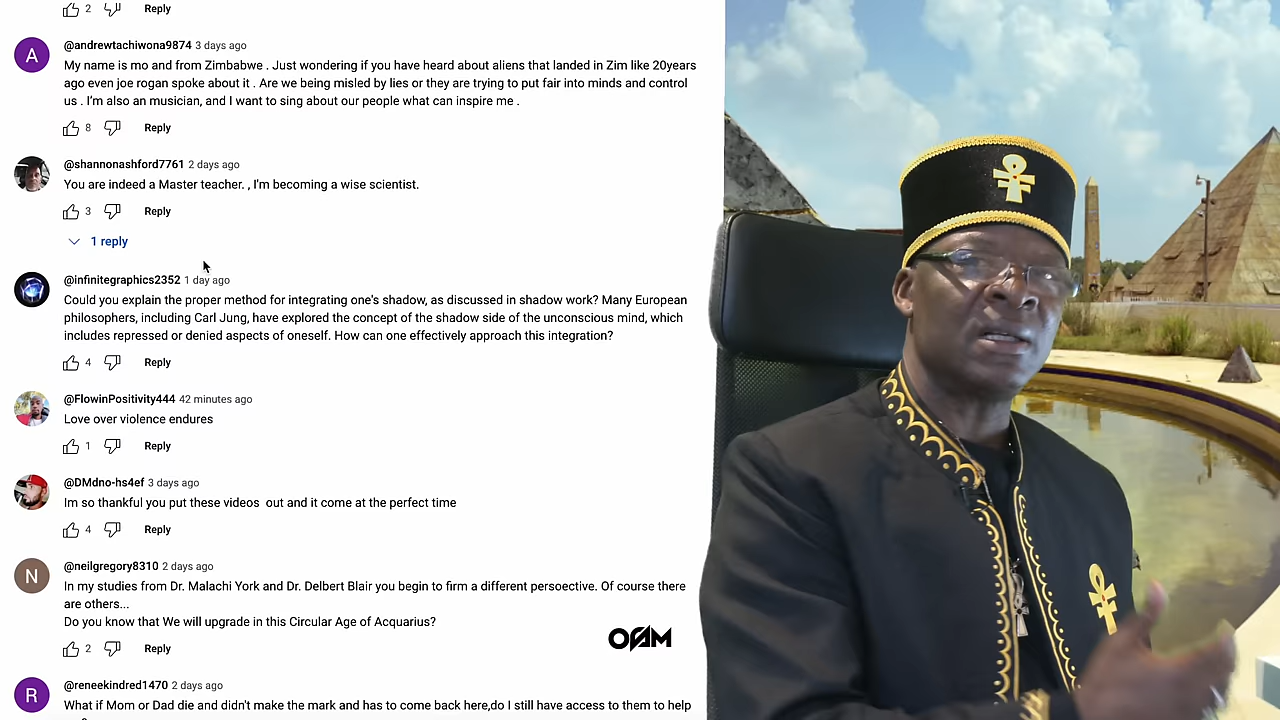 2 Reply
@andrewtachiwona9874 3 days ago
My name is mo and from Zimbabwe . Just wondering if you have heard about aliens that landed in Zim like 20years
ago even joe rogan spoke about it . Are we being misled by lies or they are trying to put fair into minds and control
us . I'm also an musician, and I want to sing about our people what can inspire me .
8 Reply
@shannonashford7761 2 days ago
You are indeed a Master teacher. , I'm becoming a wise scientist.
3 Reply
1 reply
@infinitegraphics2352 1 day ago
Could you explain the proper method for integrating one's shadow, as discussed in shadow work? Many European
philosophers, including Carl Jung, have explored the concept of the shadow side of the unconscious mind, which
includes repressed or denied aspects of oneself. How can one effectively approach this integration?
4 Reply
@FlowinPositivity444 42 minutes ago
Love over violence endures
1 Reply
@DMdno-hs4ef 3 days ago
Im so thankful you put these videos out and it come at the perfect time
4 Reply
N
@neilgregory8310 2 days ago
In my studies from Dr. Malachi York and Dr. Delbert Blair you begin to firm a different persoective. Of course there
are others...
Do you know that We will upgrade in this Circular Age of Acquarius?
2 Reply
R
@reneekindred1470 2 days ago
What if Mom or Dad die and didn't make the mark and has to come back here,do I still have access to them to help
A